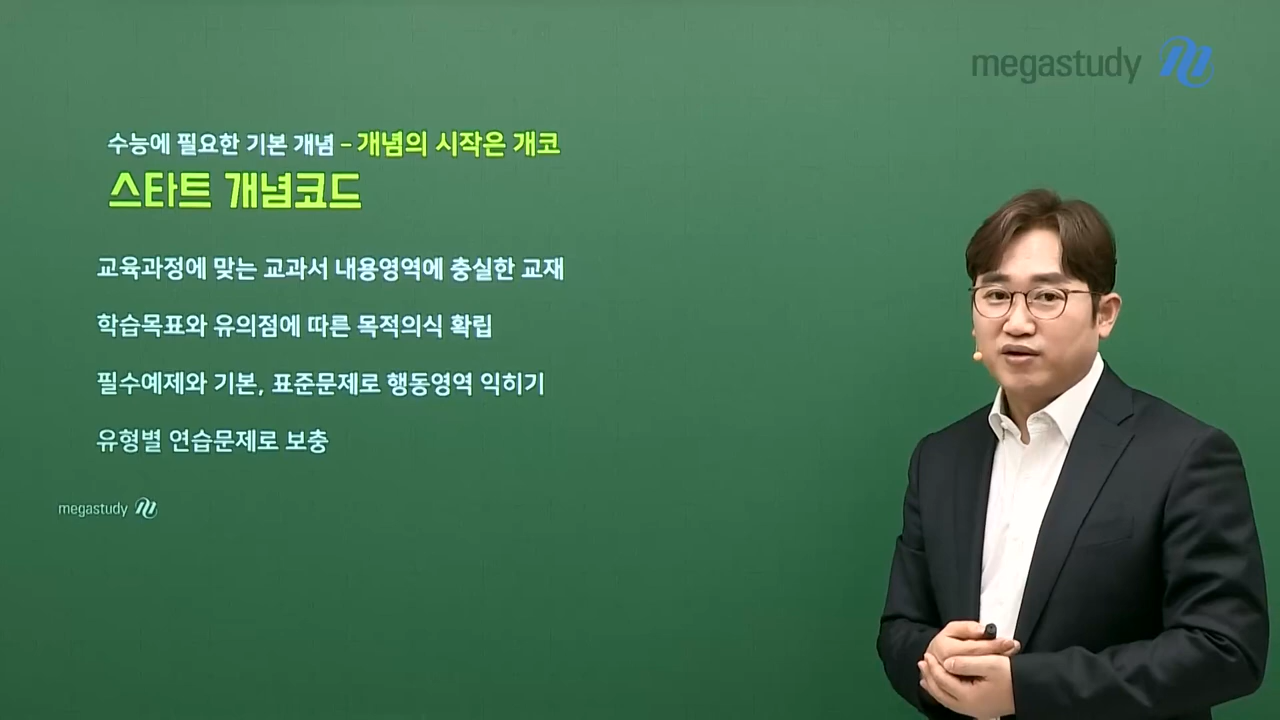 megastudy
수능에 필요한 기본 개념 - 개념의 시작은 개코
스타트 개념코드
교육과정에 맞는 교과서 내용영역에 충실한 교재
학습목표와 유의점에 따른 목적의식 확립
필수예제와 기본, 표준문제로 행동영역 익히기
유형별 연습문제로 보충
megastudy